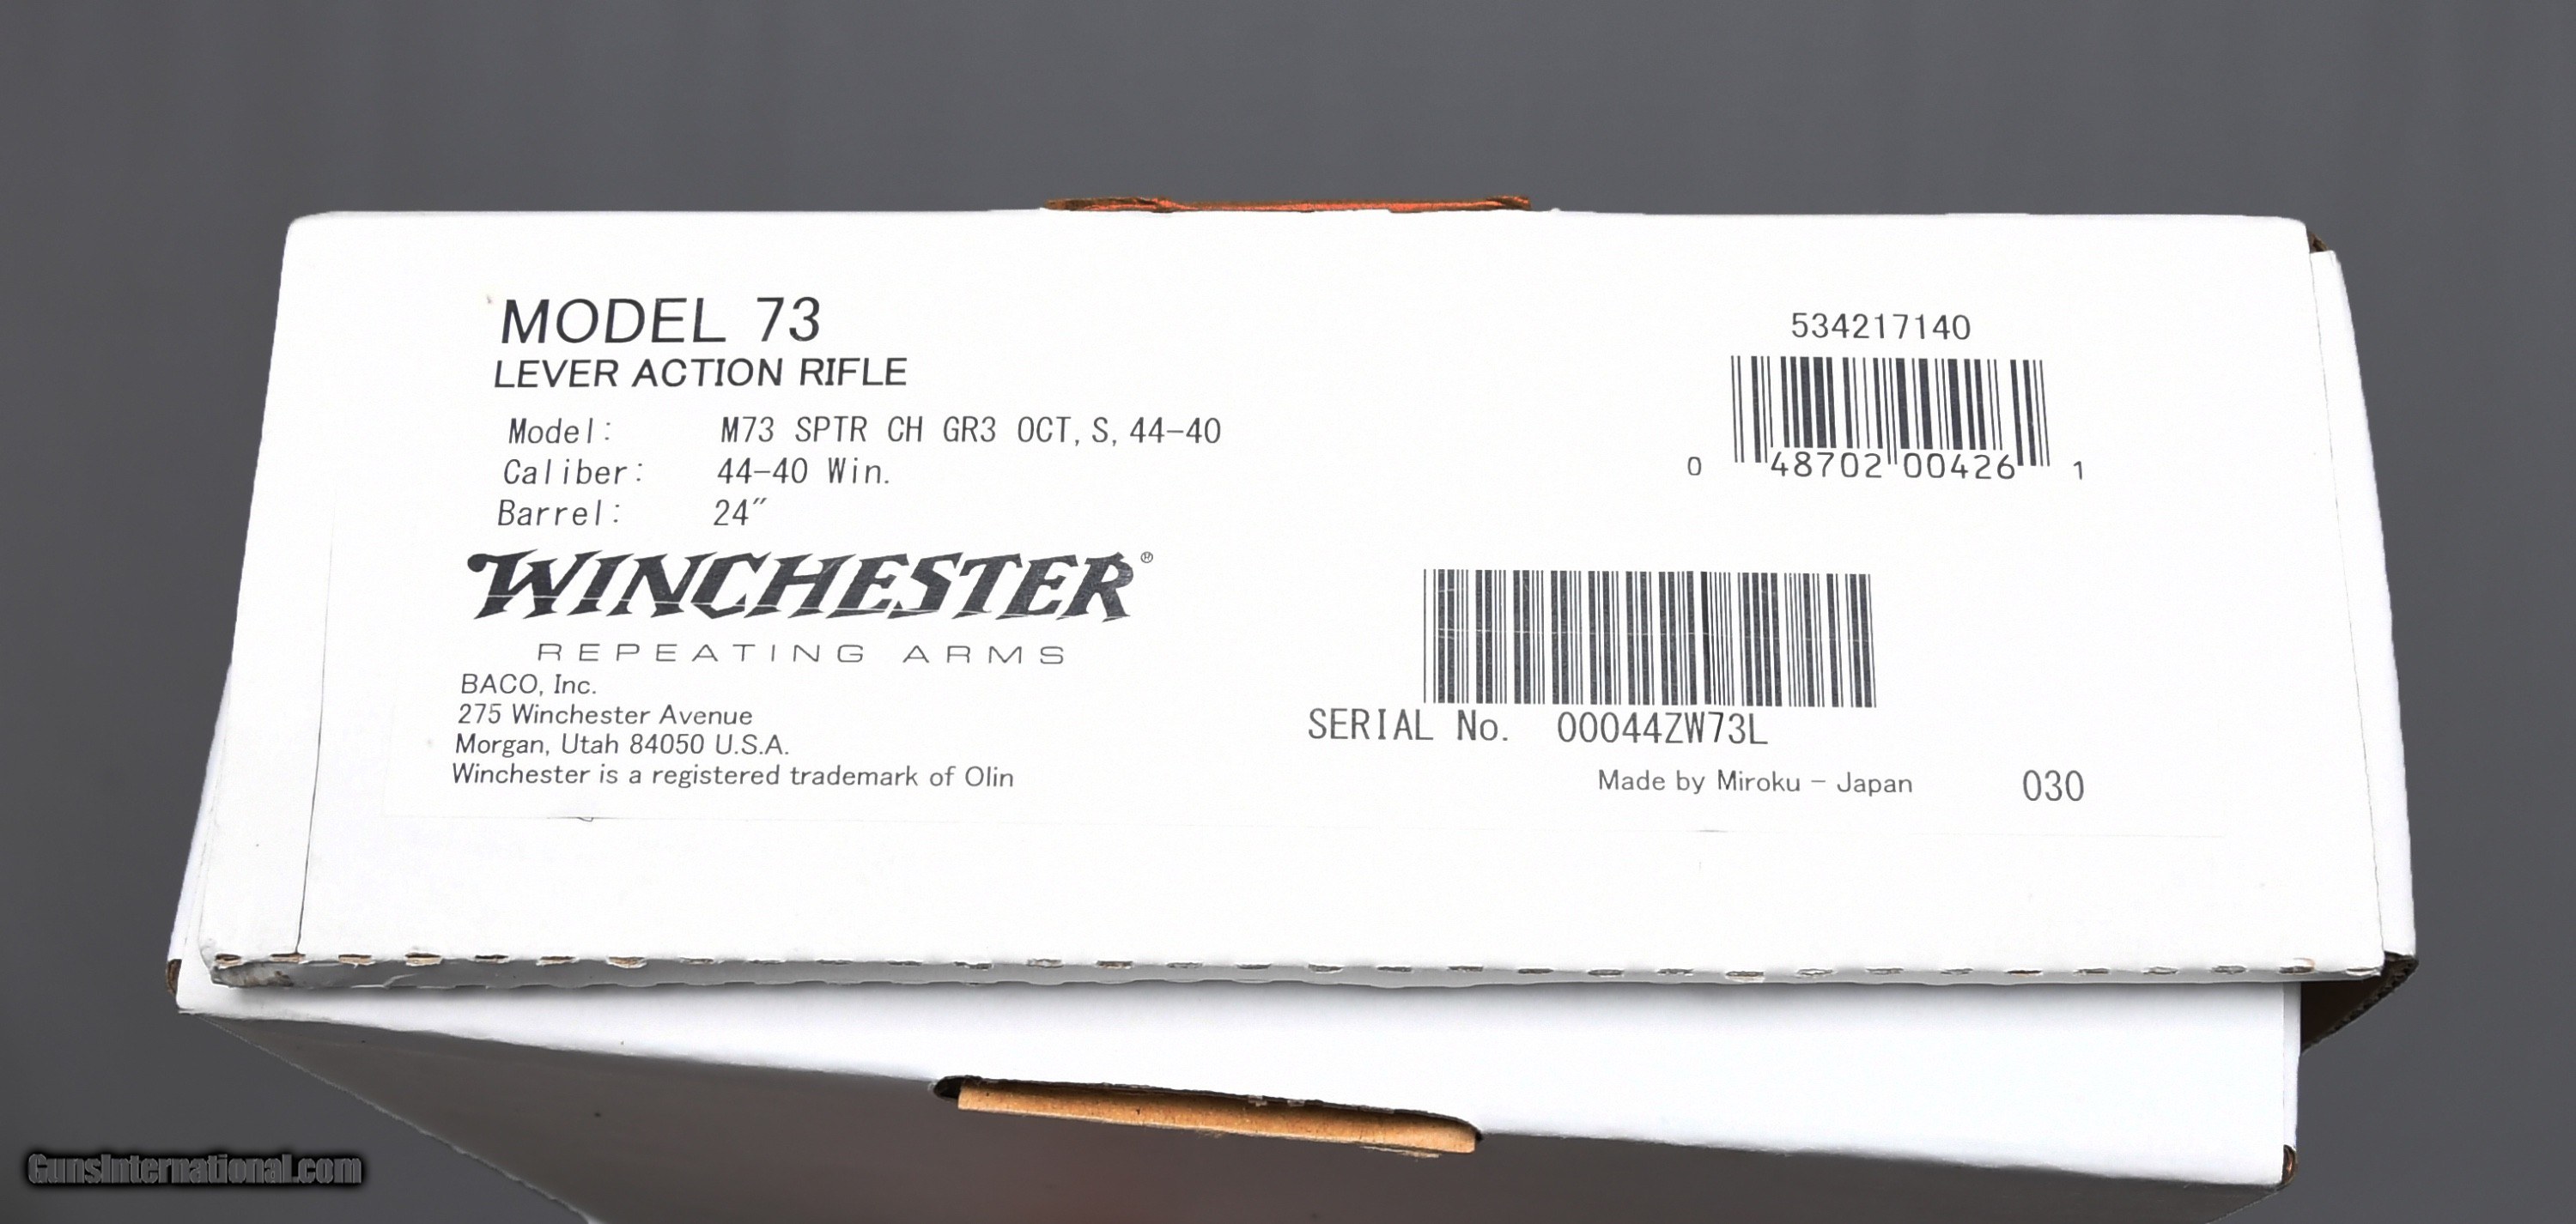 MODEL 73
LEVER ACTION RIFLE
Model: M73 SPTR CH GR3 OCT, S, 44-40
Caliber: 44-40 Win.
Barrel: 24″
WINCHESTER®
REPEATING ARMS
BACO, Inc.
275 Winchester Avenue
Morgan, Utah 84050 U.S.A.
Winchester is a registered trademark of Olin
534217140
0 48702 00426 1
SERIAL No. 00044ZW73L
Made by Miroku - Japan 030
GunsInternational.com